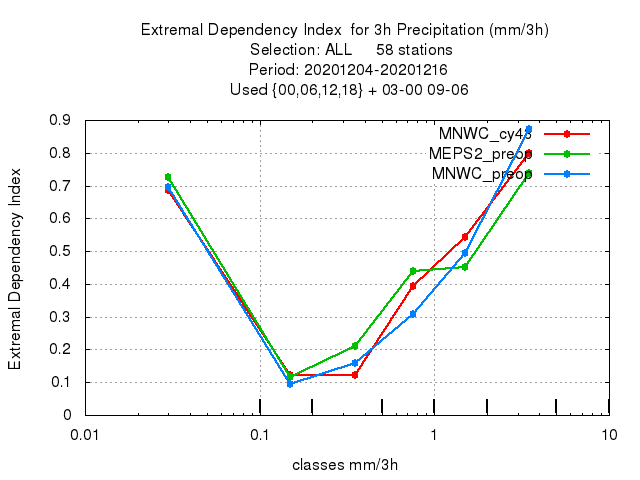 Extremal Dependency Index for 3h Precipitation (mm/3h)
Selection: ALL 58 stations
Period: 20201204-20201216
Used {00,06,12,18} + 03-00 09-06
Extremal Dependency Index
0.9
0.8
0.7
0.6
0.5
0.4
0.3
0.2
0.1
0
MNWC_cy43
MEPS2_preop
MNWC_preop
0.01 0.1 1 10
classes mm/3h